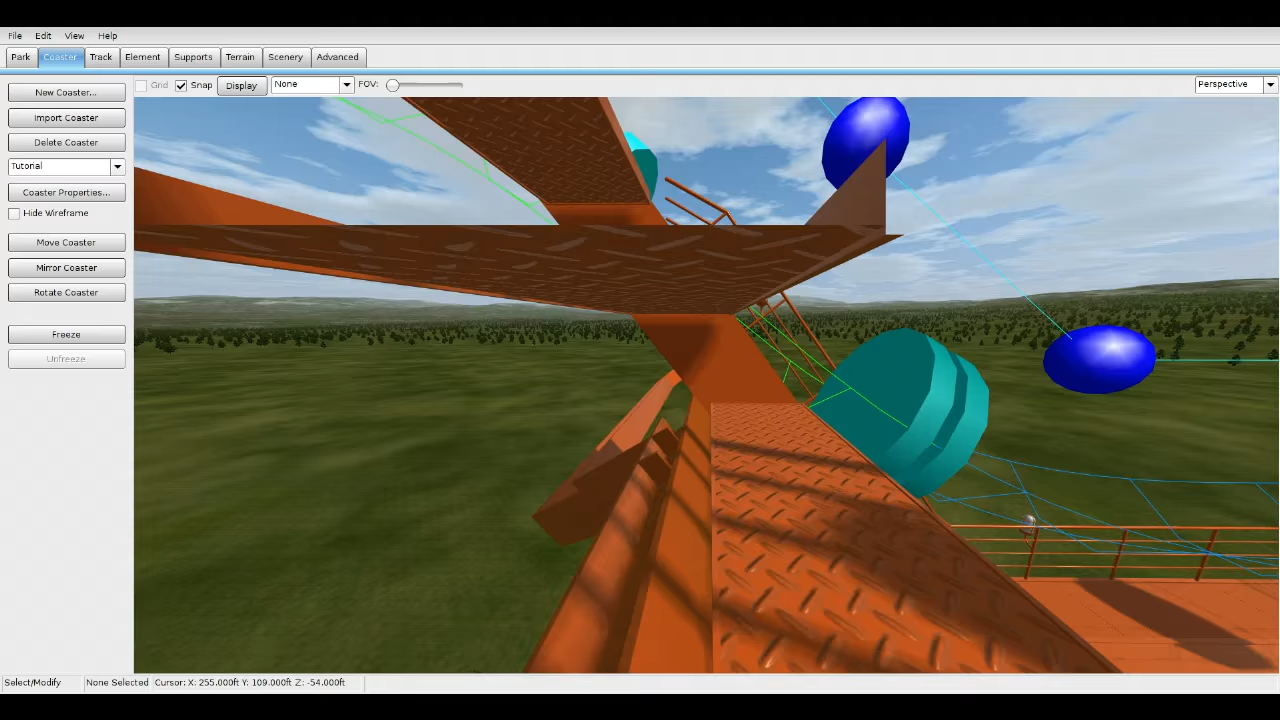 File Edit View Help
Park Coaster Track Element Supports Terrain Scenery Advanced
Grid Snap Display None FOV: Perspective
New Coaster...
Import Coaster
Delete Coaster
Tutorial
Coaster Properties...
Hide Wireframe
Move Coaster
Mirror Coaster
Rotate Coaster
Freeze
Unfreeze
Select/Modify None Selected Cursor: X: 255.000ft Y: 109.000ft Z: -54.000ft